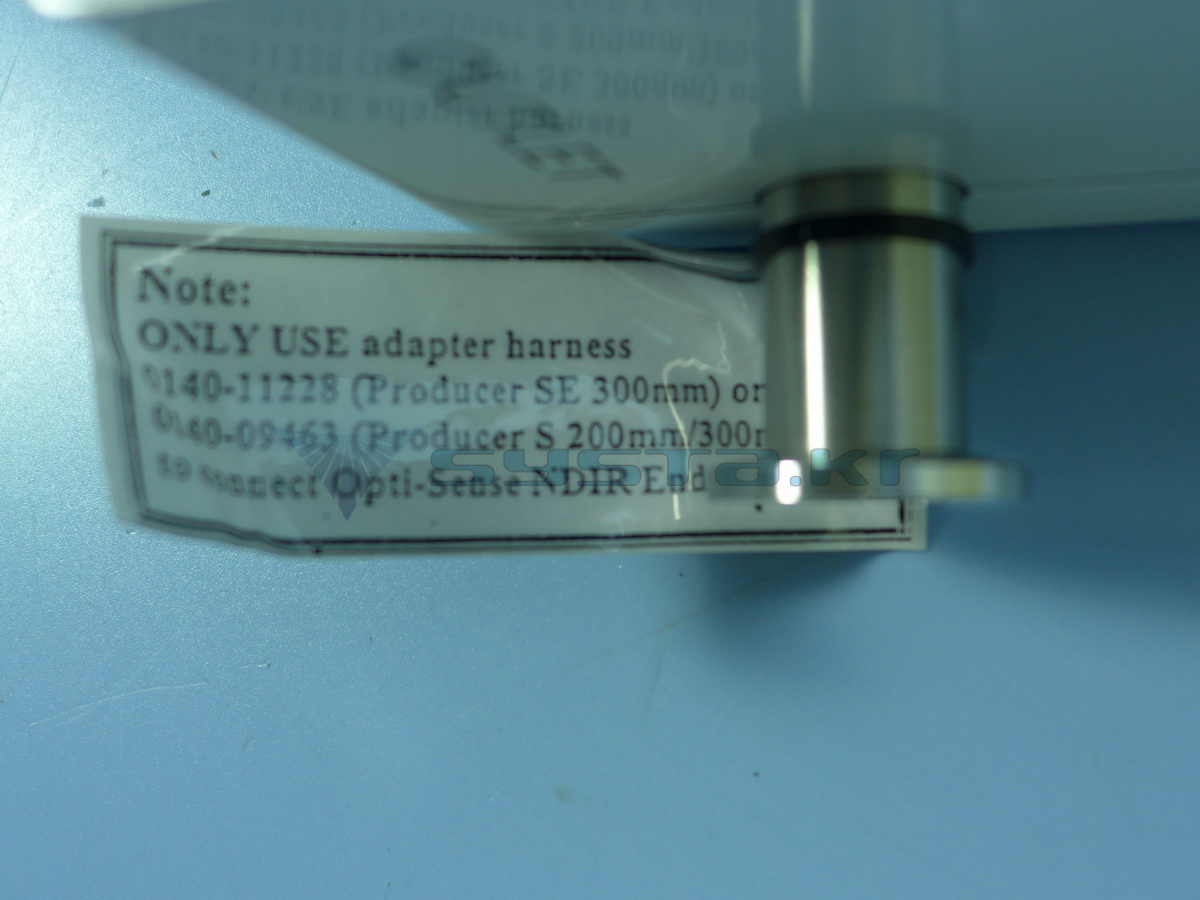 Note:
ONLY USE adapter harness
0140-11228 (Producer SE 300mm) or
0140-09463 (Producer S 200mm/300m
to connect Opti-Sense NDIR End
systa.kr